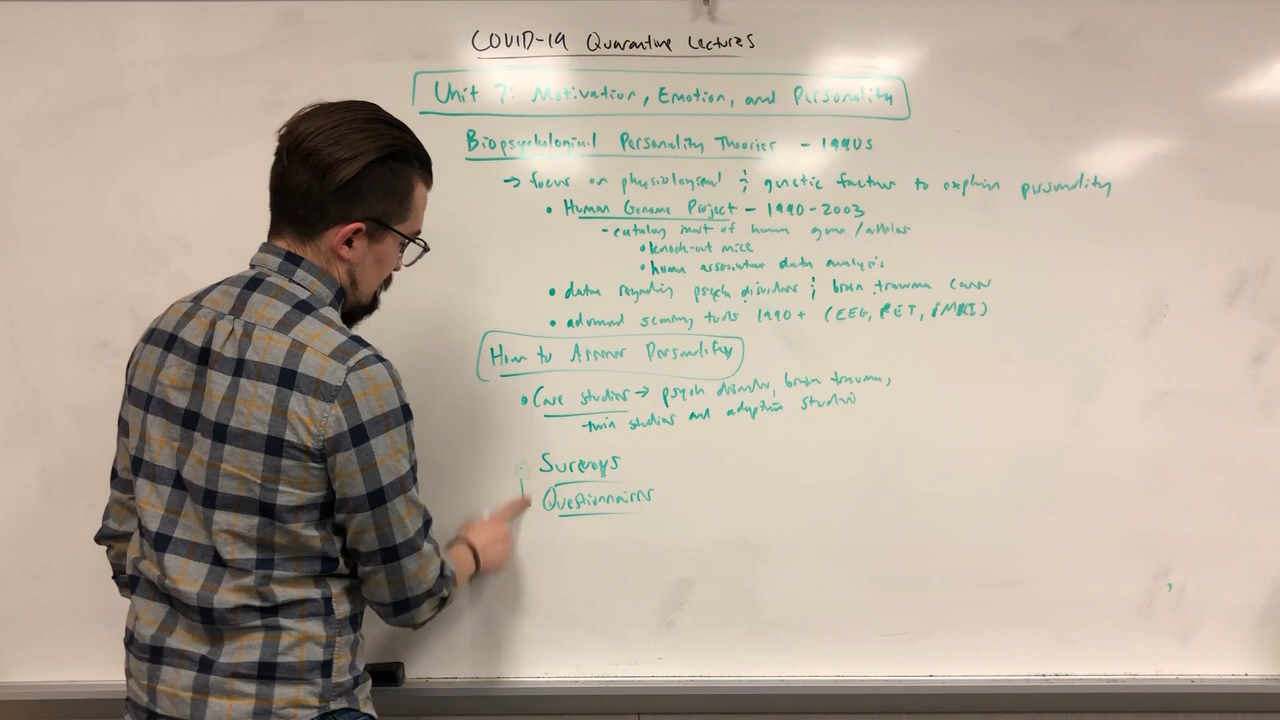 COVID-19 Quarantine Lectures
Unit 7: Motivation, Emotion, and Personality
Biopsychological Personality Theories - 1990s
→ focus on physiological & genetic factors to explain personality
• Human Genome Project - 1990-2003
- catalog most of human gene/alleles
• knock-out mice
• human associative data analysis
• data regarding psych disorders & brain trauma cases
• advanced scanning tools 1990+ (EEG, PET, fMRI)
How to Assess Personality
• Case studies → psych disorder, brain trauma,
twin studies and adoption studies
Surveys
Questionnaires